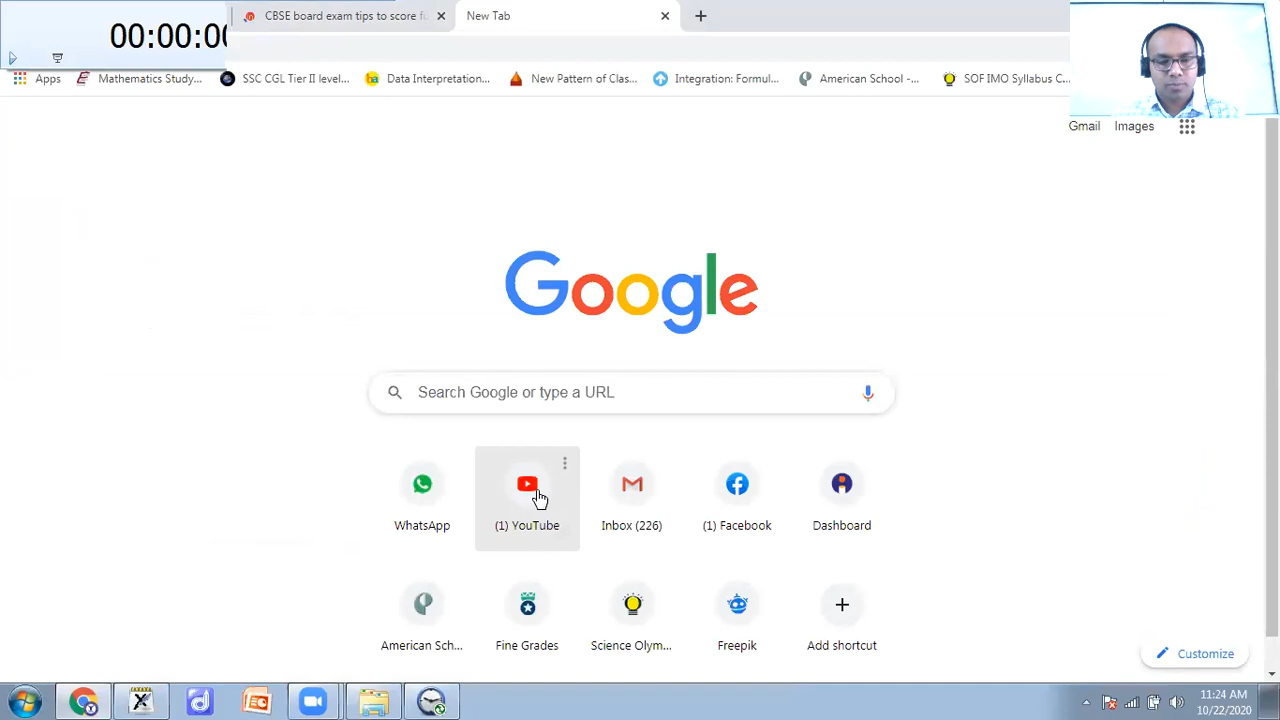 00:00:00
CBSE board exam tips to score fu
New Tab
Apps
Mathematics Study...
SSC CGL Tier II level...
Data Interpretation...
New Pattern of Clas...
Integration: Formul...
American School -...
SOF IMO Syllabus C...
Gmail
Images
Google
Search Google or type a URL
WhatsApp
(1) YouTube
Inbox (226)
(1) Facebook
Dashboard
American Sch...
Fine Grades
Science Olym...
Freepik
Add shortcut
Customize
11:24 AM
10/22/2020